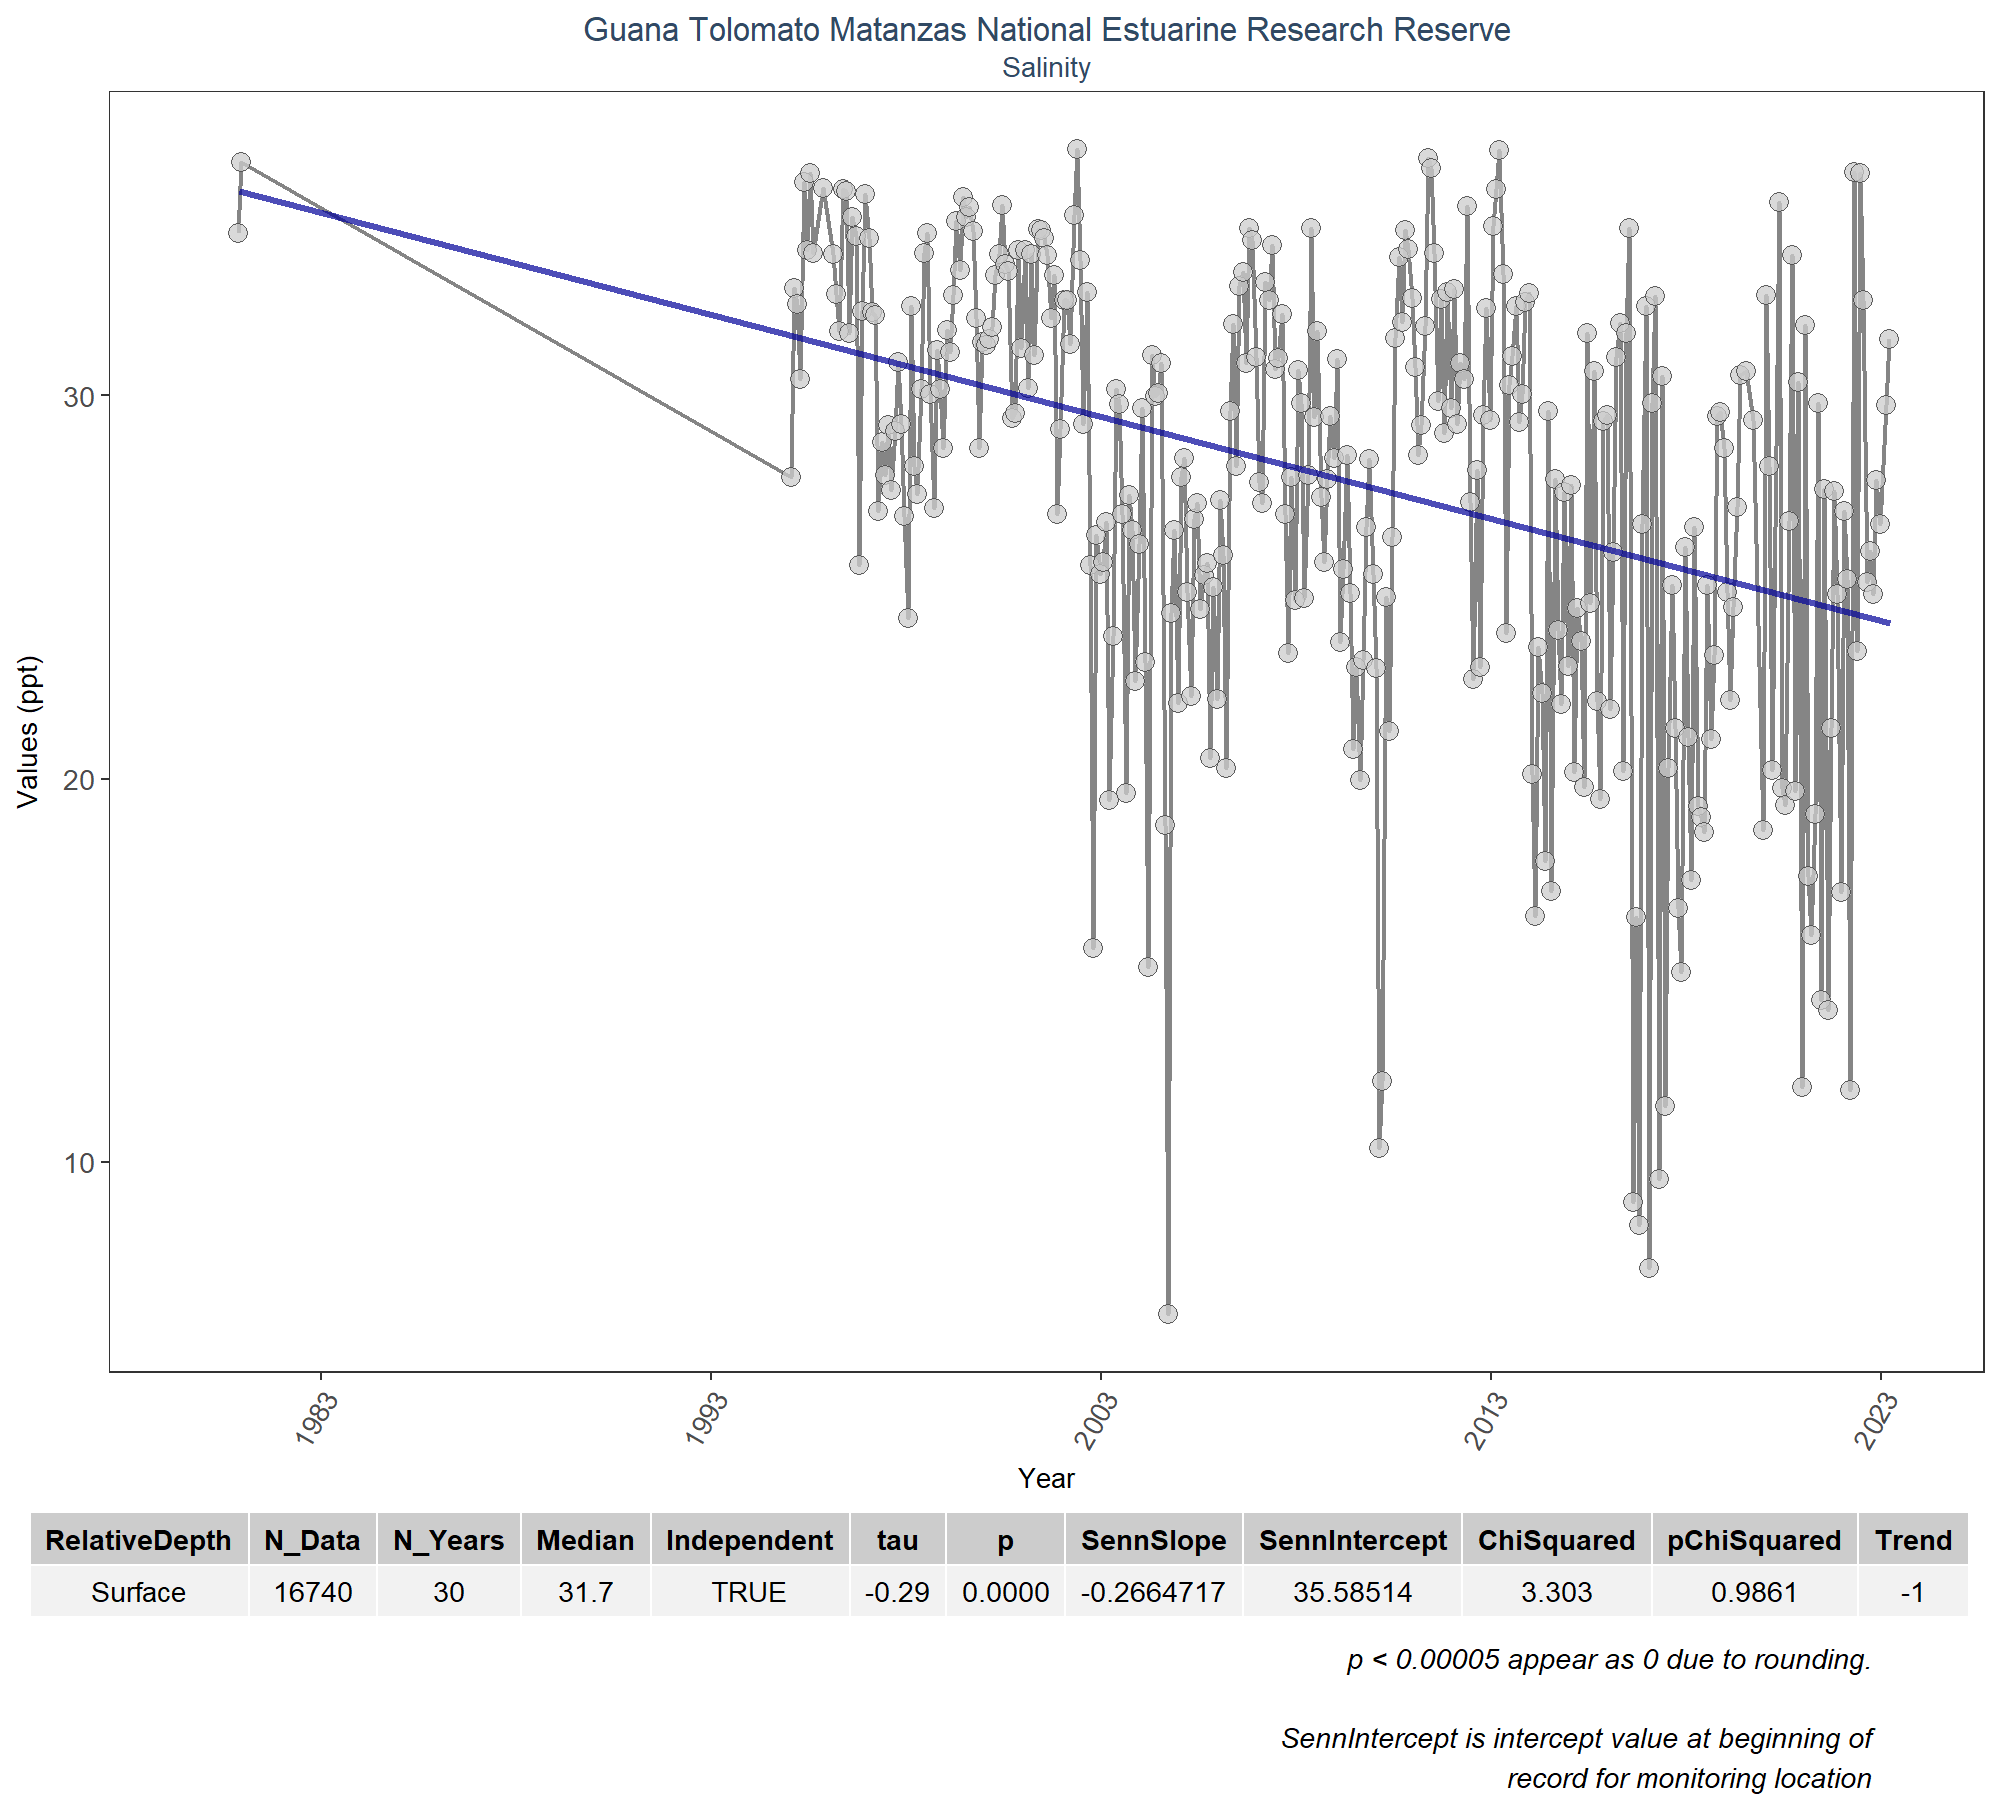 Guana Tolomato Matanzas National Estuarine Research Reserve
Salinity
Values (ppt)
30
20
10
1983 1993 2003 2013 2023
Year
RelativeDepth N_Data N_Years Median Independent tau p SennSlope SennIntercept ChiSquared pChiSquared Trend
Surface 16740 30 31.7 TRUE -0.29 0.0000 -0.2664717 35.58514 3.303 0.9861 -1
p < 0.00005 appear as 0 due to rounding.
SennIntercept is intercept value at beginning of
record for monitoring location